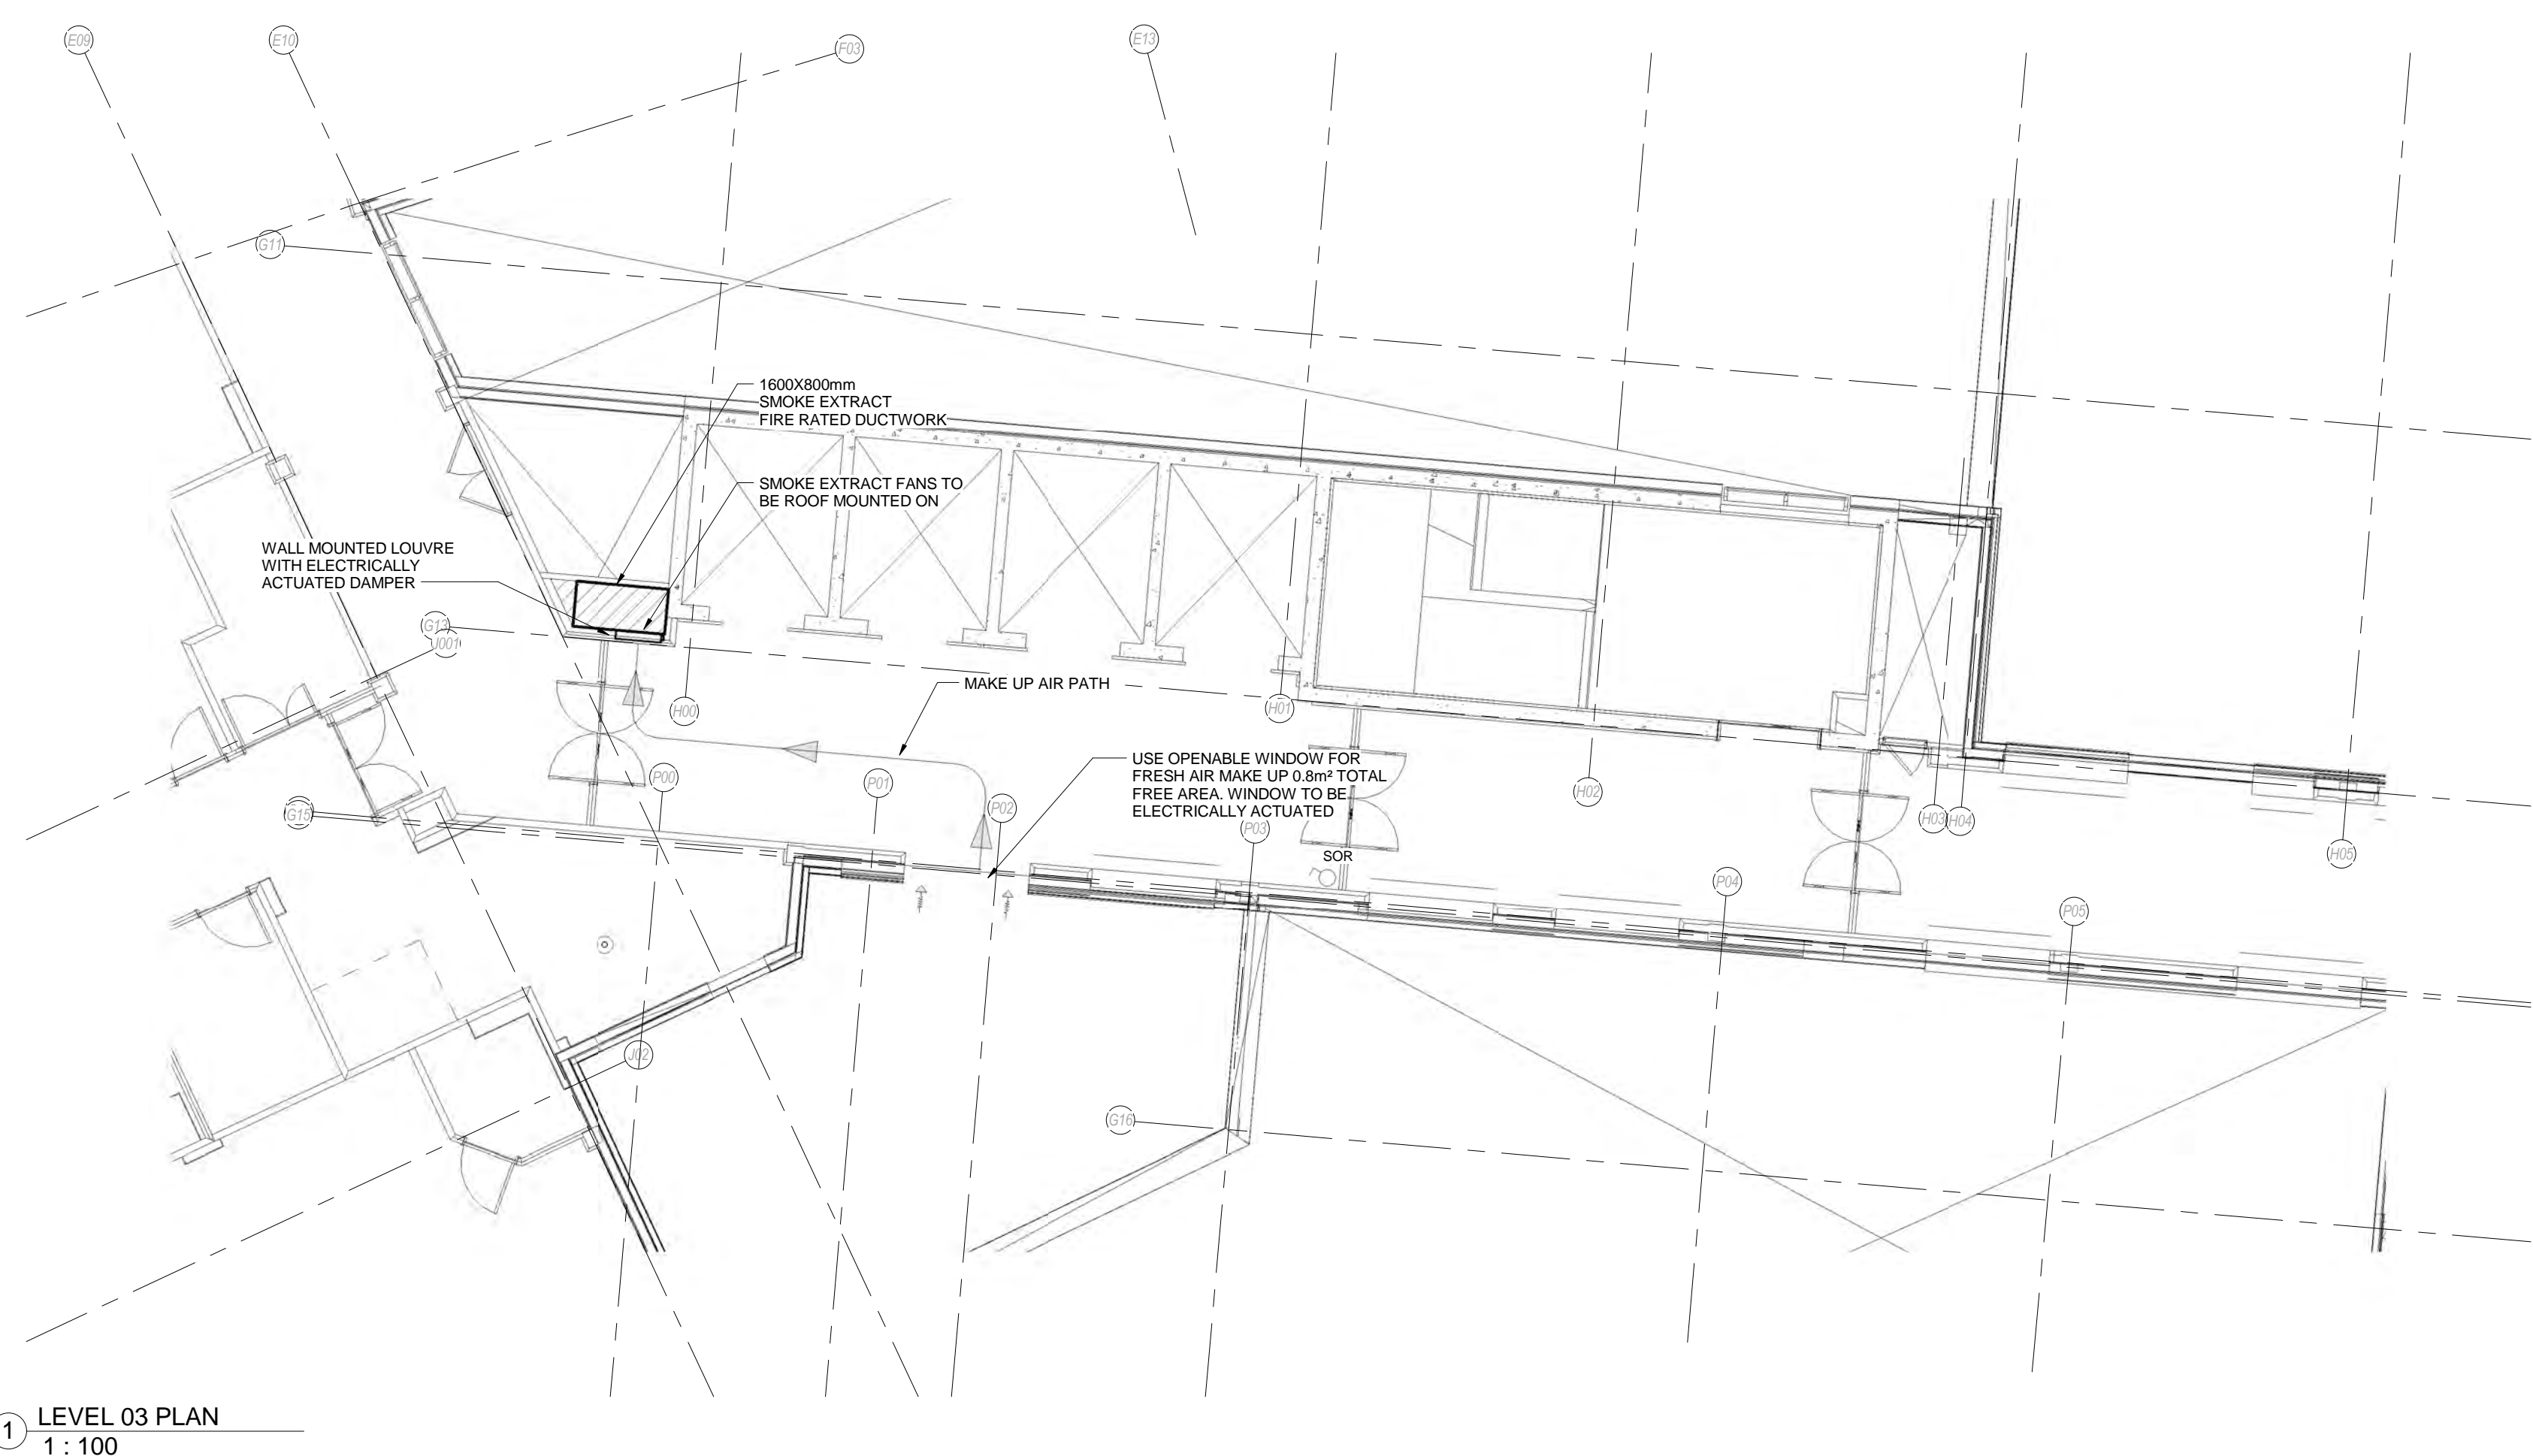 E09
E10
F03
E13
G11
1600X800mm
SMOKE EXTRACT
FIRE RATED DUCTWORK
SMOKE EXTRACT FANS TO
BE ROOF MOUNTED ON
WALL MOUNTED LOUVRE
WITH ELECTRICALLY
ACTUATED DAMPER
G13
J001
MAKE UP AIR PATH
H00
H01
USE OPENABLE WINDOW FOR
FRESH AIR MAKE UP 0.8m² TOTAL
FREE AREA. WINDOW TO BE
ELECTRICALLY ACTUATED
P00
P01
P02
H02
G15
P03
H03
H04
SOR
H05
P04
P05
J02
G16
1
LEVEL 03 PLAN
1 : 100